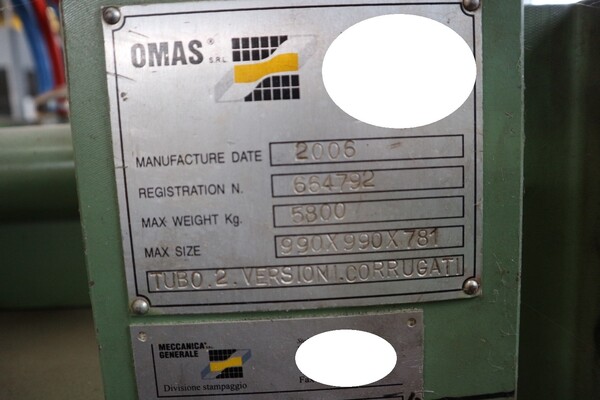 OMAS® S.R.L
MANUFACTURE DATE 2006
REGISTRATION N. 664792
MAX WEIGHT Kg. 5800
MAX SIZE 990X990X781
TUBO.2.VERSIONI.CORRUGATI
MECCANICA
GENERALE
Divisione stampaggio